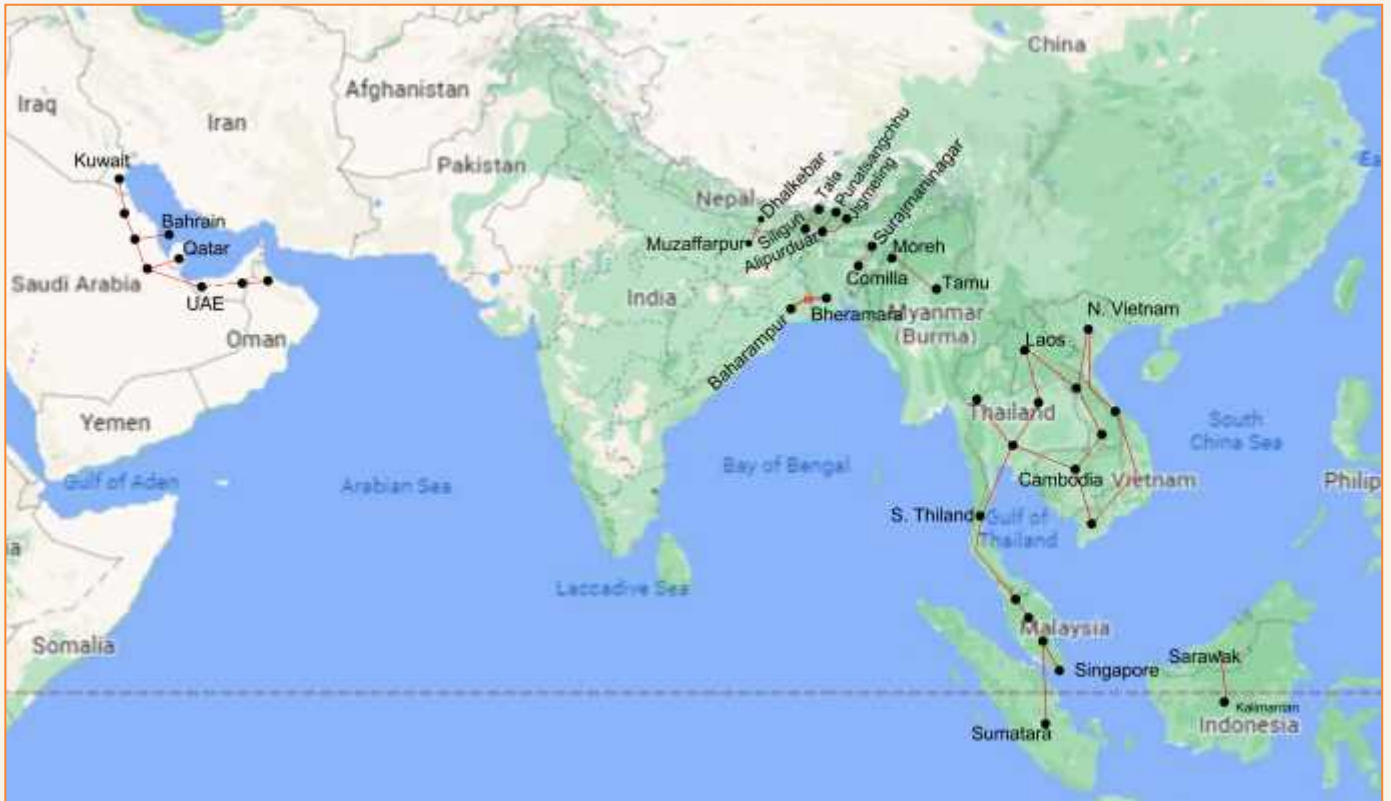 China
Afghanistan
Iraq
Iran
Pakistan
Kuwait
Nepal
Dhalkebar
Tala
Punatsangchhu
Jigmeling
Surajmaninagar
Siliguri
Alipurduar
Muzaffarpur
Bahrain
Qatar
Moreh
Comilla
Tamu
Saudi Arabia
UAE
India
Bheramara
Myanmar
(Burma)
Baharampur
Oman
N. Vietnam
Laos
Yemen
Thailand
South
China Sea
Gulf of Aden
Arabian Sea
Bay of Bengal
Cambodia
Vietnam
Philip
S. Thiland
Gulf of
Thailand
Laccadive Sea
Somalia
Malaysia
Singapore
Sarawak
Kalimantan
Indonesia
Sumatara
Ea
ia